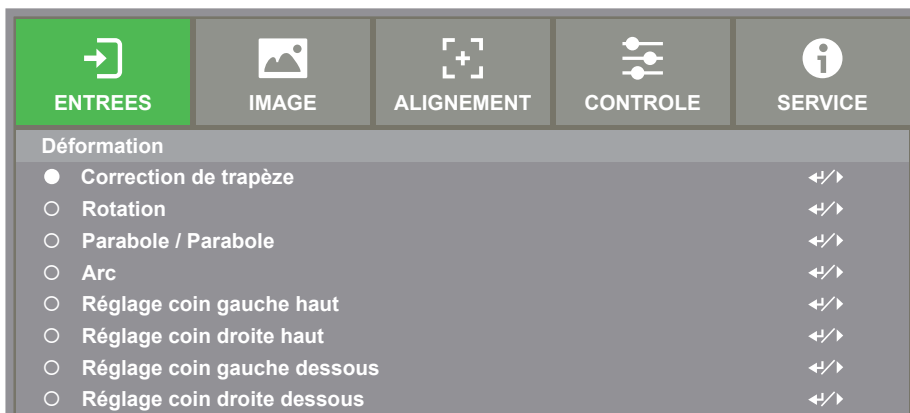 ENTREES IMAGE ALIGNEMENT CONTROLE SERVICE
Déformation
Correction de trapèze
Rotation
Parabole / Parabole
Arc
Réglage coin gauche haut
Réglage coin droite haut
Réglage coin gauche dessous
Réglage coin droite dessous